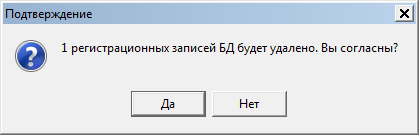 Подтверждение
1 регистрационных записей БД будет удалено. Вы согласны?
Да
Нет